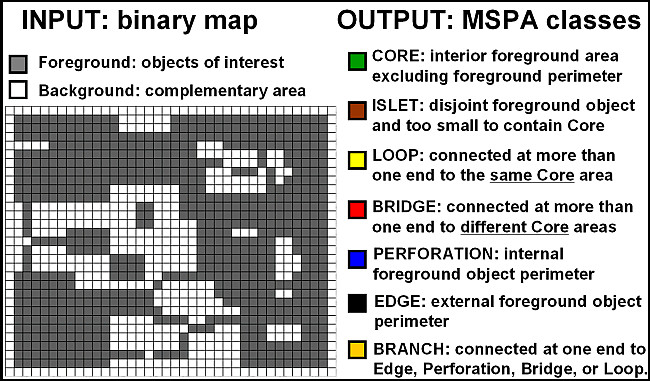 INPUT: binary map
Foreground: objects of interest
Background: complementary area
OUTPUT: MSPA classes
CORE: interior foreground area
excluding foreground perimeter
ISLET: disjoint foreground object
and too small to contain Core
LOOP: connected at more than
one end to the same Core area
BRIDGE: connected at more than
one end to different Core areas
PERFORATION: internal
foreground object perimeter
EDGE: external foreground object
perimeter
BRANCH: connected at one end to
Edge, Perforation, Bridge, or Loop.